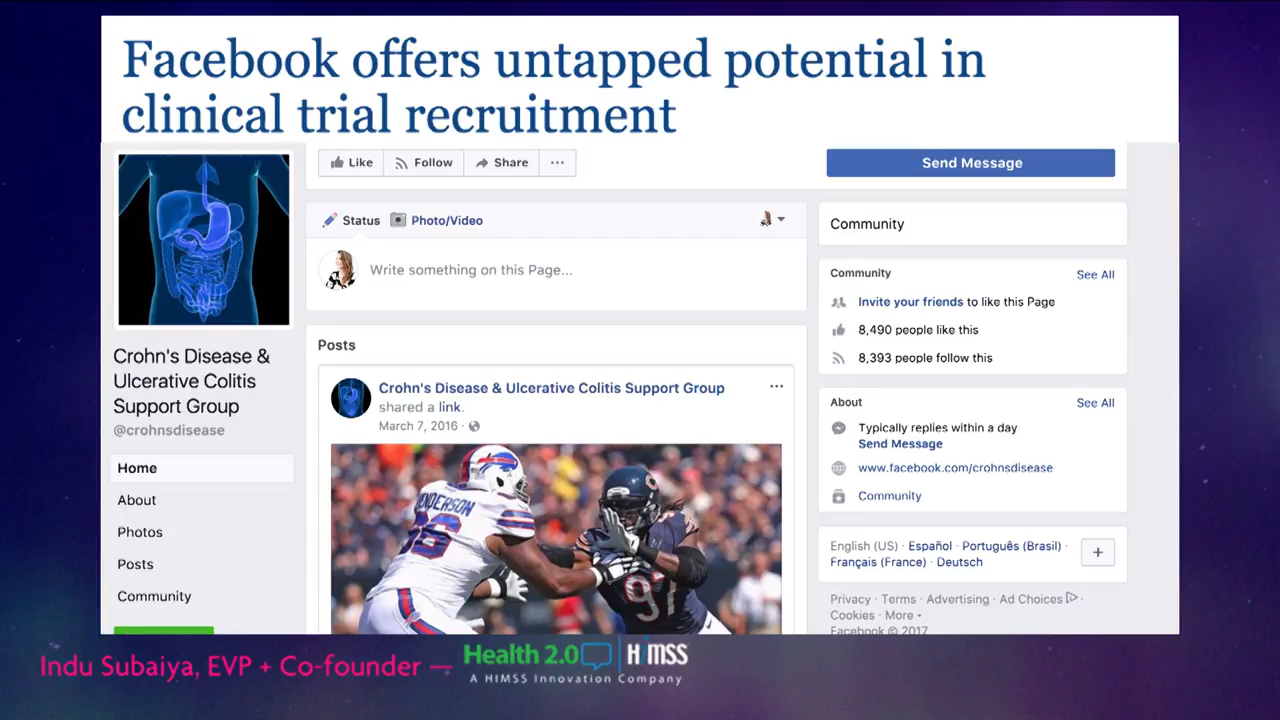 Facebook offers untapped potential in
clinical trial recruitment
Like
Follow
Share
Send Message
Status
Photo/Video
Write something on this Page...
Crohn's Disease &
Ulcerative Colitis
Support Group
@crohnsdisease
Home
About
Photos
Posts
Community
Posts
Crohn's Disease & Ulcerative Colitis Support Group
shared a link.
March 7, 2016 ·
ANDERSON
96
97
Community
Community
See All
Invite your friends to like this Page
8,490 people like this
8,393 people follow this
About
See All
Typically replies within a day
Send Message
www.facebook.com/crohnsdisease
Community
English (US) · Español · Português (Brasil) ·
Français (France) · Deutsch
Privacy · Terms · Advertising · Ad Choices ·
Cookies · More
Facebook © 2017
Indu Subaiya, EVP + Co-founder —
Health 2.0 HIMSS
A HIMSS Innovation Company